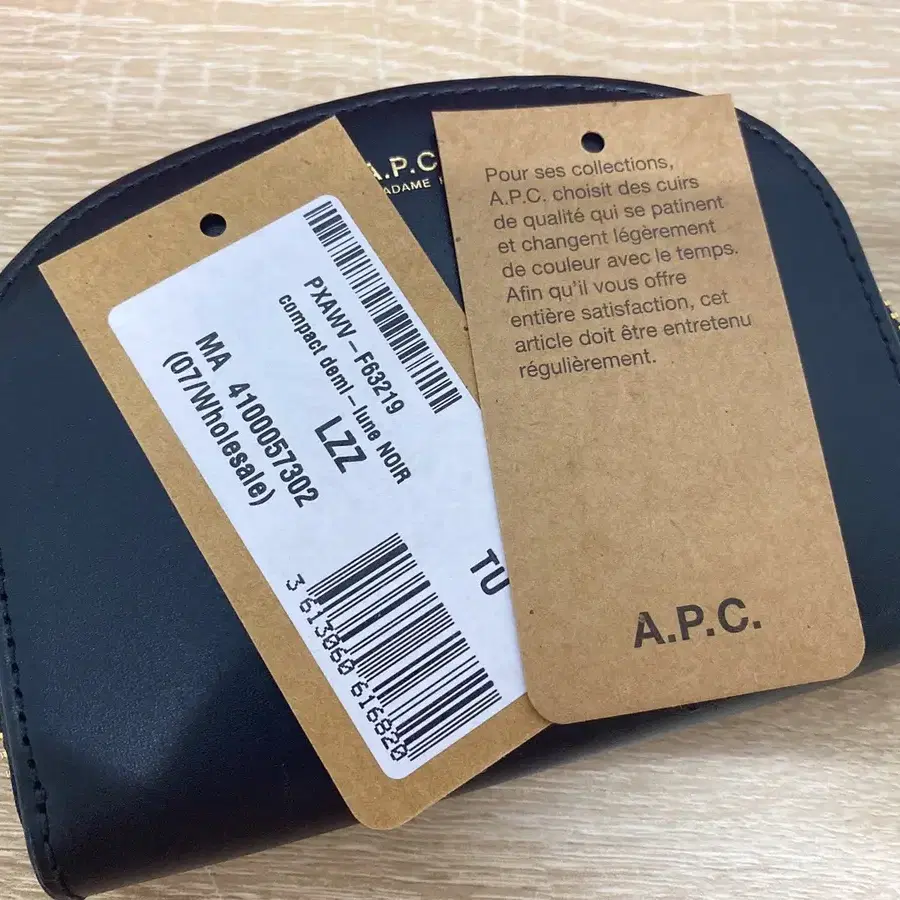 A.P.C
PXAWV-F63219
compact demi-lune NOIR
LZZ
MA 4100057302
(07/Wholesale)
TU
3 613060 616820
Pour ses collections,
A.P.C. choisit des cuirs
de qualité qui se patinent
et changent légèrement
de couleur avec le temps.
Afin qu'il vous offre
entière satisfaction, cet
article doit être entretenu
régulièrement.
A.P.C.